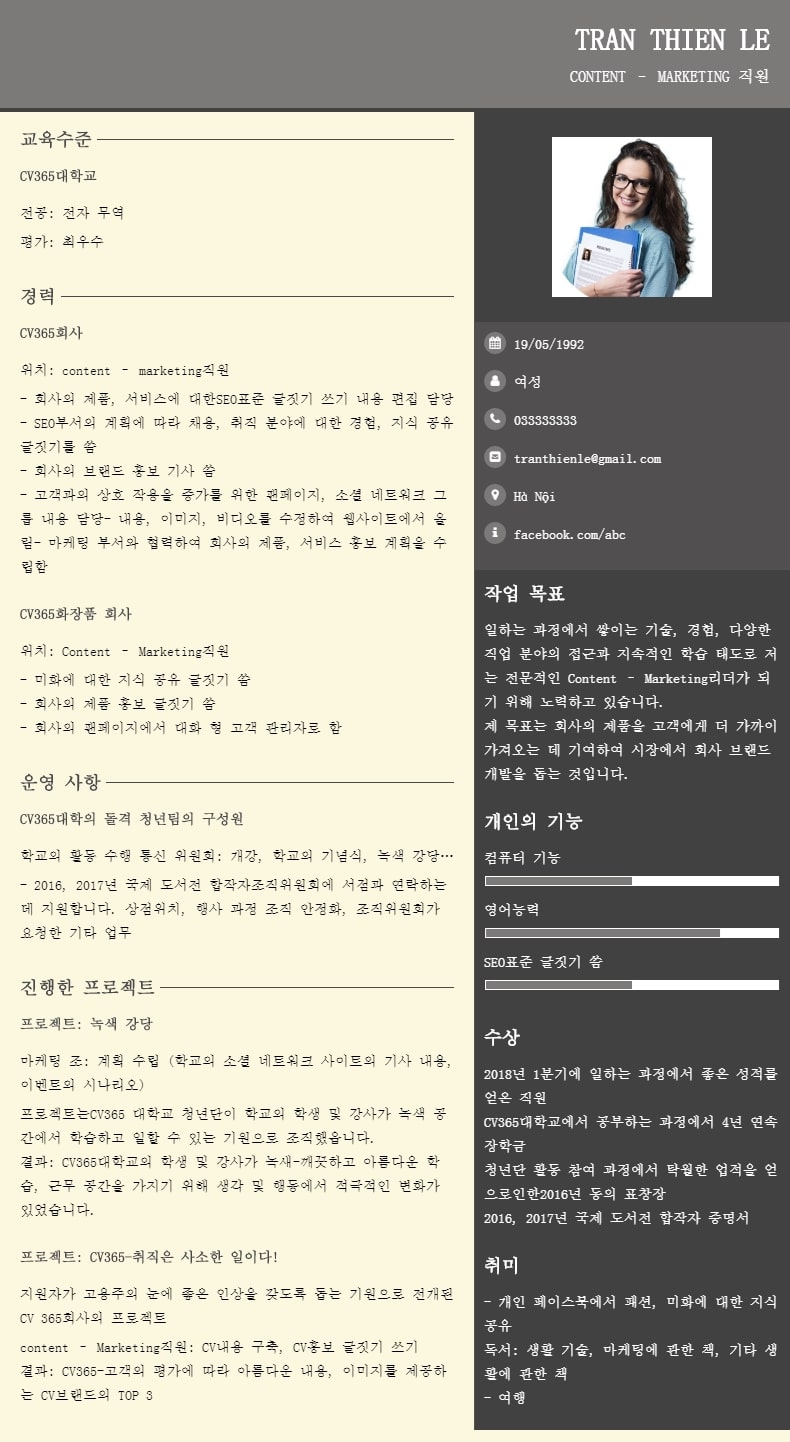 TRAN THIEN LE
CONTENT - MARKETING 직원
교육수준
CV365대학교
전공: 전자 무역
평가: 최우수
경력
CV365회사
위치: content - marketing직원
- 회사의 제품, 서비스에 대한SEO표준 글짓기 쓰기 내용 편집 담당
- SEO부서의 계획에 따라 채용, 취직 분야에 대한 경험, 지식 공유
글짓기를 씀
- 회사의 브랜드 홍보 기사 씀
- 고객과의 상호 작용을 증가를 위한 팬페이지, 소셜 네트워크 그
룹 내용 담당- 내용, 이미지, 비디오를 수정하여 웹사이트에서 올
림- 마케팅 부서와 협력하여 회사의 제품, 서비스 홍보 계획을 수
립함
CV365화장품 회사
위치: Content - Marketing직원
- 미화에 대한 지식 공유 글짓기 씀
- 회사의 제품 홍보 글짓기 씀
- 회사의 팬페이지에서 대화 형 고객 관리자로 함
운영 사항
CV365대학의 돌격 청년팀의 구성원
학교의 활동 수행 통신 위원회: 개강, 학교의 기념식, 녹색 강당…
- 2016, 2017년 국제 도서전 합작자조직위원회에 서점과 연락하는
데 지원합니다. 상점위치, 행사 과정 조직 안정화, 조직위원회가
요청한 기타 업무
진행한 프로젝트
프로젝트: 녹색 강당
마케팅 조: 계획 수립 (학교의 소셜 네트워크 사이트의 기사 내용,
이벤트의 시나리오)
프로젝트는CV365 대학교 청년단이 학교의 학생 및 강사가 녹색 공
간에서 학습하고 일할 수 있는 기원으로 조직했습니다.
결과: CV365대학교의 학생 및 강사가 녹새-깨끗하고 아름다운 학
습, 근무 공간을 가지기 위해 생각 및 행동에서 적극적인 변화가
있었습니다.
프로젝트: CV365-취직은 사소한 일이다!
지원자가 고용주의 눈에 좋은 인상을 갖도록 돕는 기원으로 전개된
CV 365회사의 프로젝트
content - Marketing직원: CV내용 구축, CV홍보 글짓기 쓰기
결과: CV365-고객의 평가에 따라 아름다운 내용, 이미지를 제공하
는 CV브랜드의 TOP 3
19/05/1992
여성
033333333
tranthienle@gmail.com
Hà Nội
facebook.com/abc
작업 목표
일하는 과정에서 쌓이는 기술, 경험, 다양한
직업 분야의 접근과 지속적인 학습 태도로 저
는 전문적인 Content - Marketing리더가 되
기 위해 노력하고 있습니다.
제 목표는 회사의 제품을 고객에게 더 가까이
가져오는 데 기여하여 시장에서 회사 브랜드
개발을 돕는 것입니다.
개인의 기능
컴퓨터 기능
영어능력
SEO표준 글짓기 씀
수상
2018년 1분기에 일하는 과정에서 좋은 성적를
얻은 직원
CV365대학교에서 공부하는 과정에서 4년 연속
장학금
청년단 활동 참여 과정에서 탁월한 업적을 얻
으로인한2016년 동의 표창장
2016, 2017년 국제 도서전 합작자 증명서
취미
- 개인 페이스북에서 패션, 미화에 대한 지식
공유
독서: 생활 기술, 마케팅에 관한 책, 기타 생
활에 관한 책
- 여행